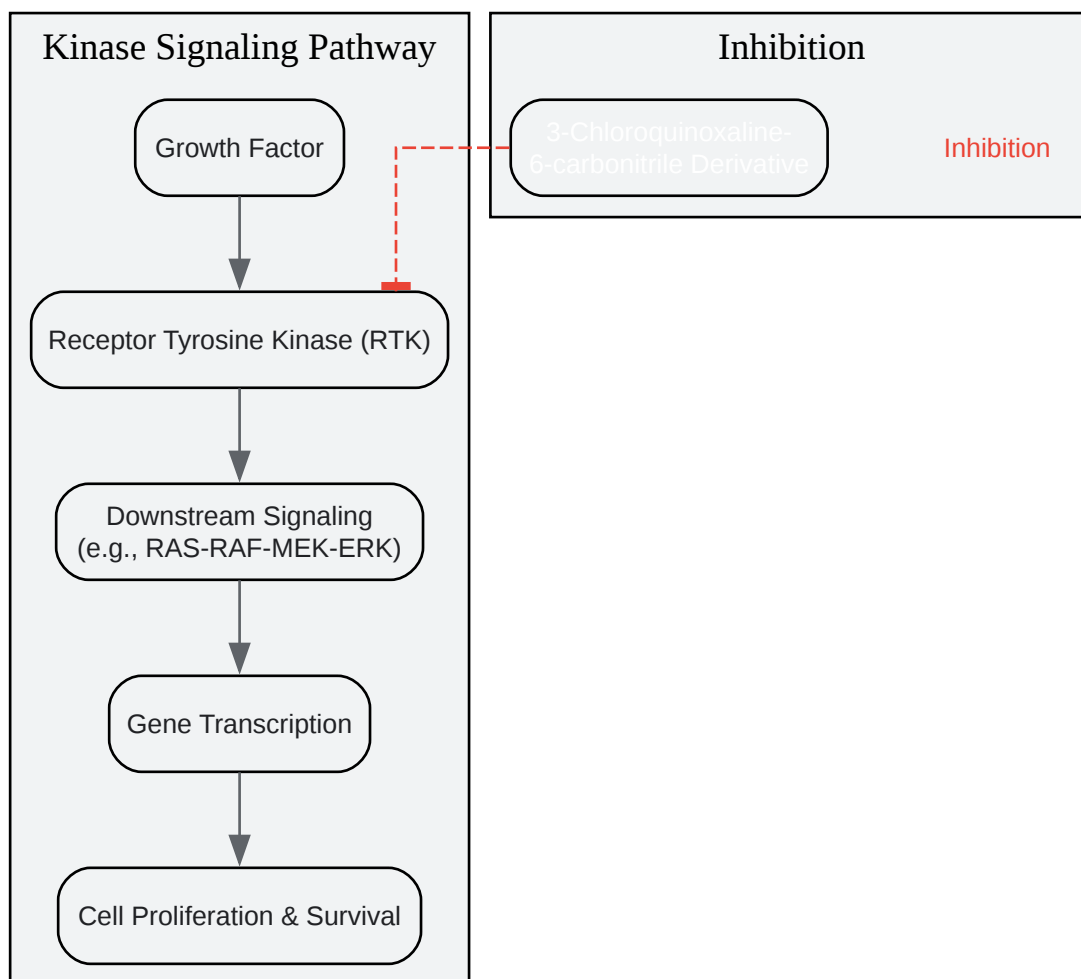 Kinase Signaling Pathway
Growth Factor
Receptor Tyrosine Kinase (RTK)
Downstream Signaling
(e.g., RAS-RAF-MEK-ERK)
Gene Transcription
Cell Proliferation & Survival
Inhibition
3-Chloroquinoxaline-
6-carbonitrile Derivative
Inhibition